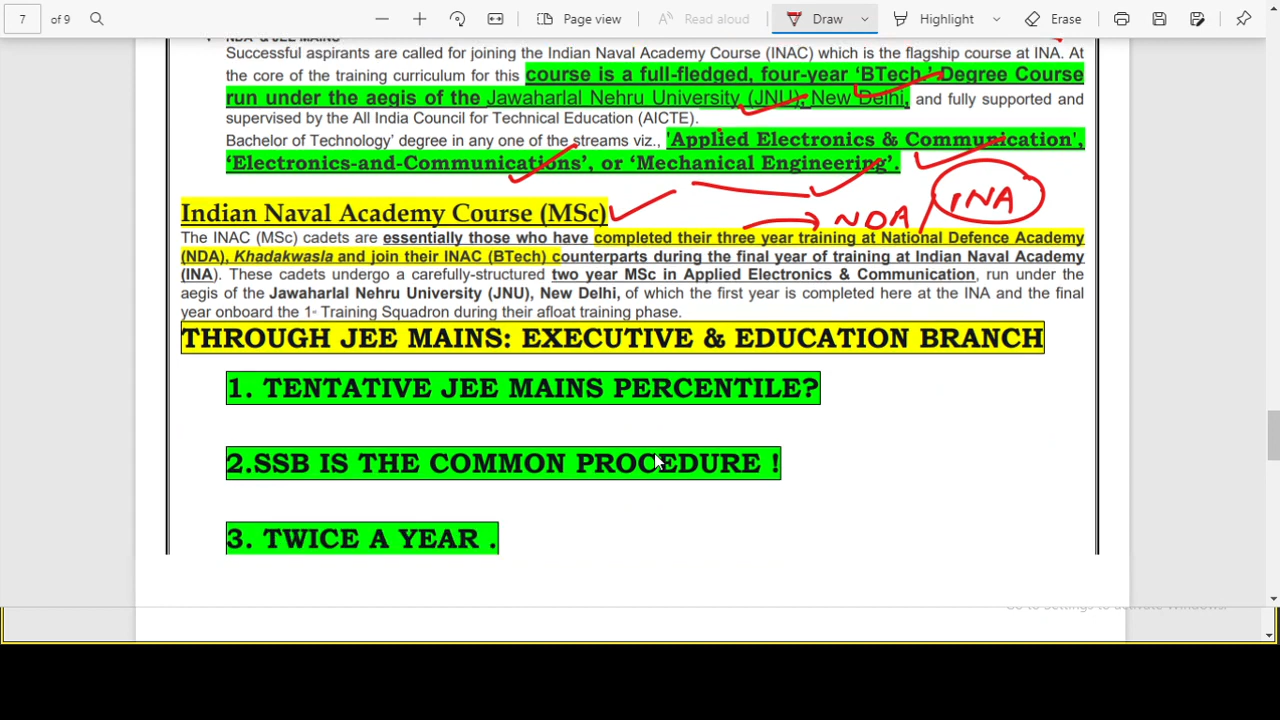 7 of 9 Page view Read aloud Draw Highlight Erase
NDA & JEE MAINS
Successful aspirants are called for joining the Indian Naval Academy Course (INAC) which is the flagship course at INA. At
the core of the training curriculum for this course is a full-fledged, four-year ‘BTech.’ Degree Course
run under the aegis of the Jawaharlal Nehru University (JNU), New Delhi, and fully supported and
supervised by the All India Council for Technical Education (AICTE).
Bachelor of Technology’ degree in any one of the streams viz., 'Applied Electronics & Communication',
‘Electronics-and-Communications’, or ‘Mechanical Engineering’.
INA
Indian Naval Academy Course (MSc)
NDA /
The INAC (MSc) cadets are essentially those who have completed their three year training at National Defence Academy
(NDA), Khadakwasla and join their INAC (BTech) counterparts during the final year of training at Indian Naval Academy
(INA). These cadets undergo a carefully-structured two year MSc in Applied Electronics & Communication, run under the
aegis of the Jawaharlal Nehru University (JNU), New Delhi, of which the first year is completed here at the INA and the final
year onboard the 1st Training Squadron during their afloat training phase.
THROUGH JEE MAINS: EXECUTIVE & EDUCATION BRANCH
1. TENTATIVE JEE MAINS PERCENTILE?
2.SSB IS THE COMMON PROCEDURE !
3. TWICE A YEAR .
Go to Settings to activate Windows.